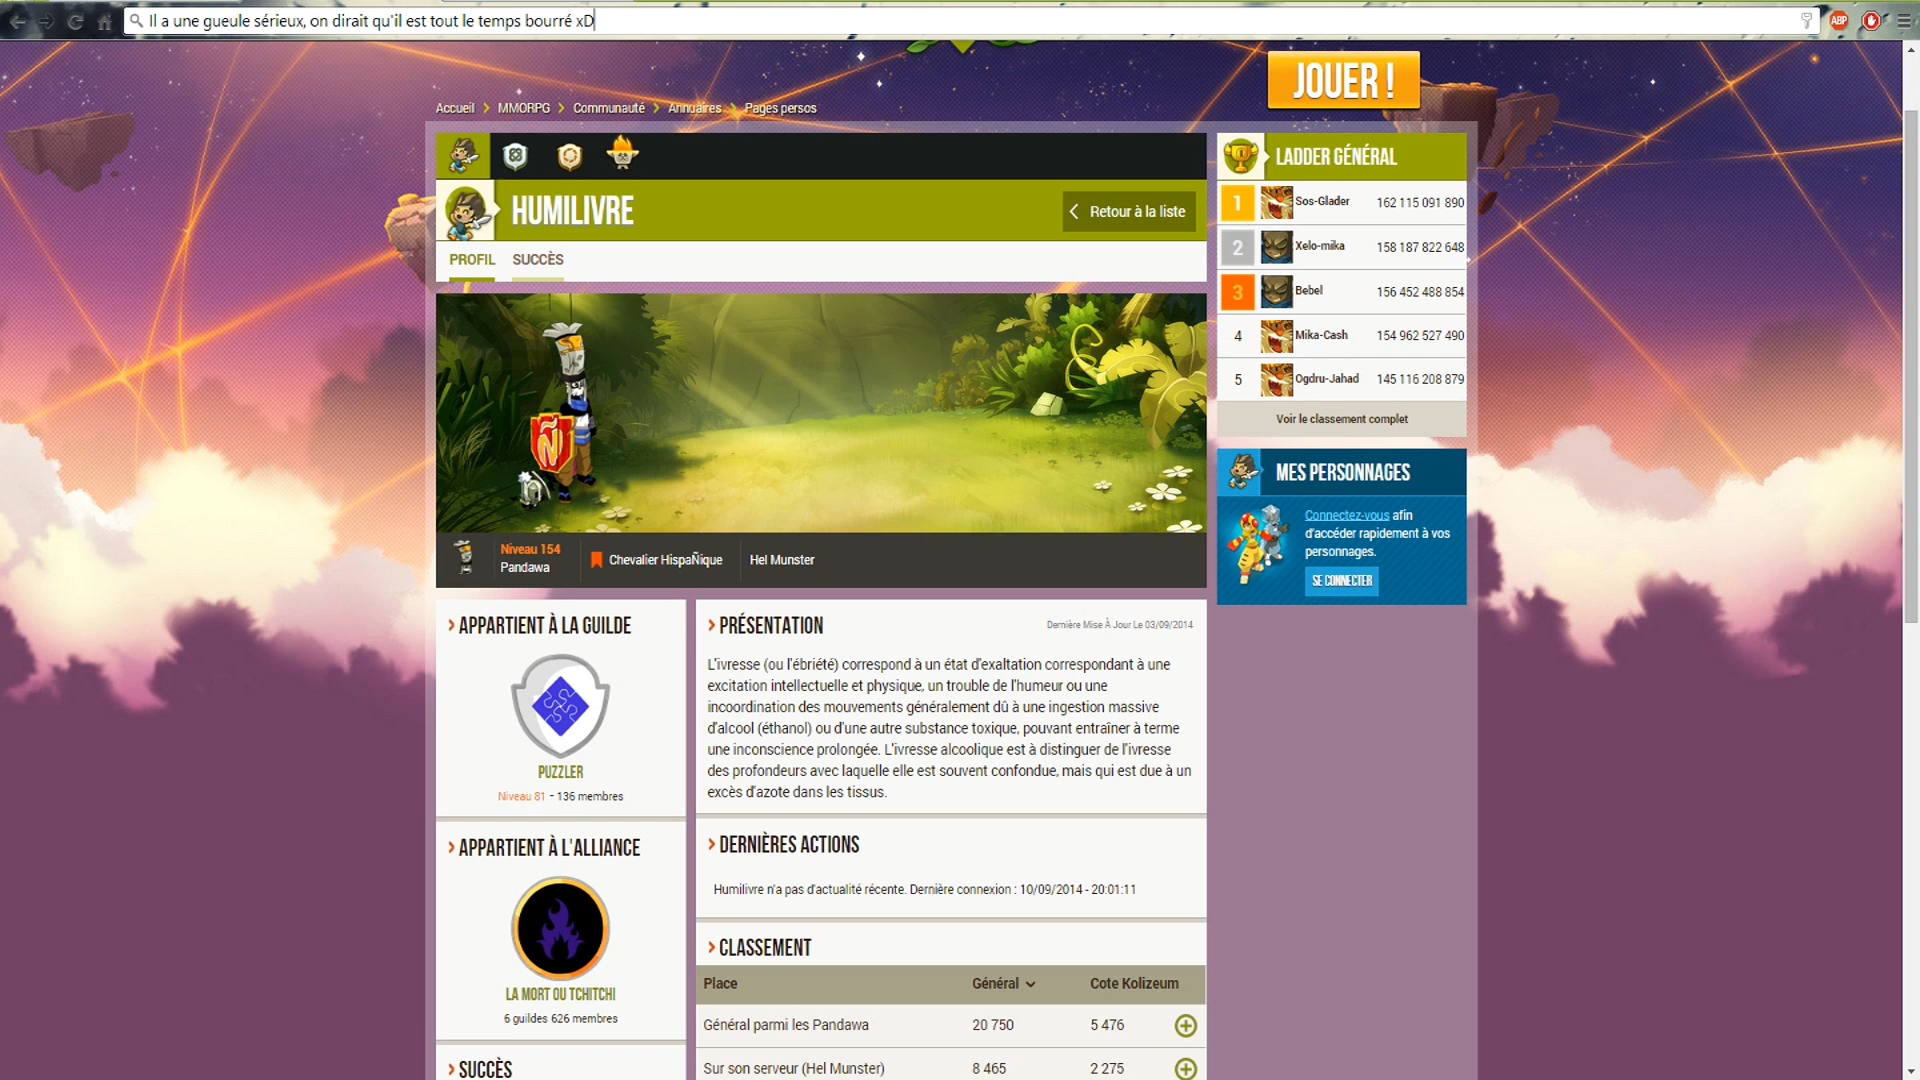 Il a une gueule sérieux, on dirait qu'il est tout le temps bourré xD
ABP
JOUER !
Accueil > MMORPG > Communauté > Annuaires > Pages persos
HUMILIVRE
Retour à la liste
PROFIL SUCCÈS
Ñ
Niveau 154
Pandawa
Chevalier HispaÑique
Hel Munster
APPARTIENT À LA GUILDE
PUZZLER
Niveau 81 - 136 membres
APPARTIENT À L'ALLIANCE
LA MORT OU TCHITCHI
6 guildes 626 membres
SUCCÈS
PRÉSENTATION
Dernière Mise À Jour Le 03/09/2014
L'ivresse (ou l'ébriété) correspond à un état d'exaltation correspondant à une
excitation intellectuelle et physique, un trouble de l'humeur ou une
incoordination des mouvements généralement dû à une ingestion massive
d'alcool (éthanol) ou d'une autre substance toxique, pouvant entraîner à terme
une inconscience prolongée. L'ivresse alcoolique est à distinguer de l'ivresse
des profondeurs avec laquelle elle est souvent confondue, mais qui est due à un
excès d'azote dans les tissus.
DERNIÈRES ACTIONS
Humilivre n'a pas d'actualité récente. Dernière connexion : 10/09/2014 - 20:01:11
CLASSEMENT
Place Général Cote Kolizeum
Général parmi les Pandawa 20 750 5 476
Sur son serveur (Hel Munster) 8 465 2 275
LADDER GÉNÉRAL
1 Sos-Glader 162 115 091 890
2 Xelo-mika 158 187 822 648
3 Bebel 156 452 488 854
4 Mika-Cash 154 962 527 490
5 Ogdru-Jahad 145 116 208 879
Voir le classement complet
MES PERSONNAGES
Connectez-vous afin
d'accéder rapidement à vos
personnages.
SE CONNECTER